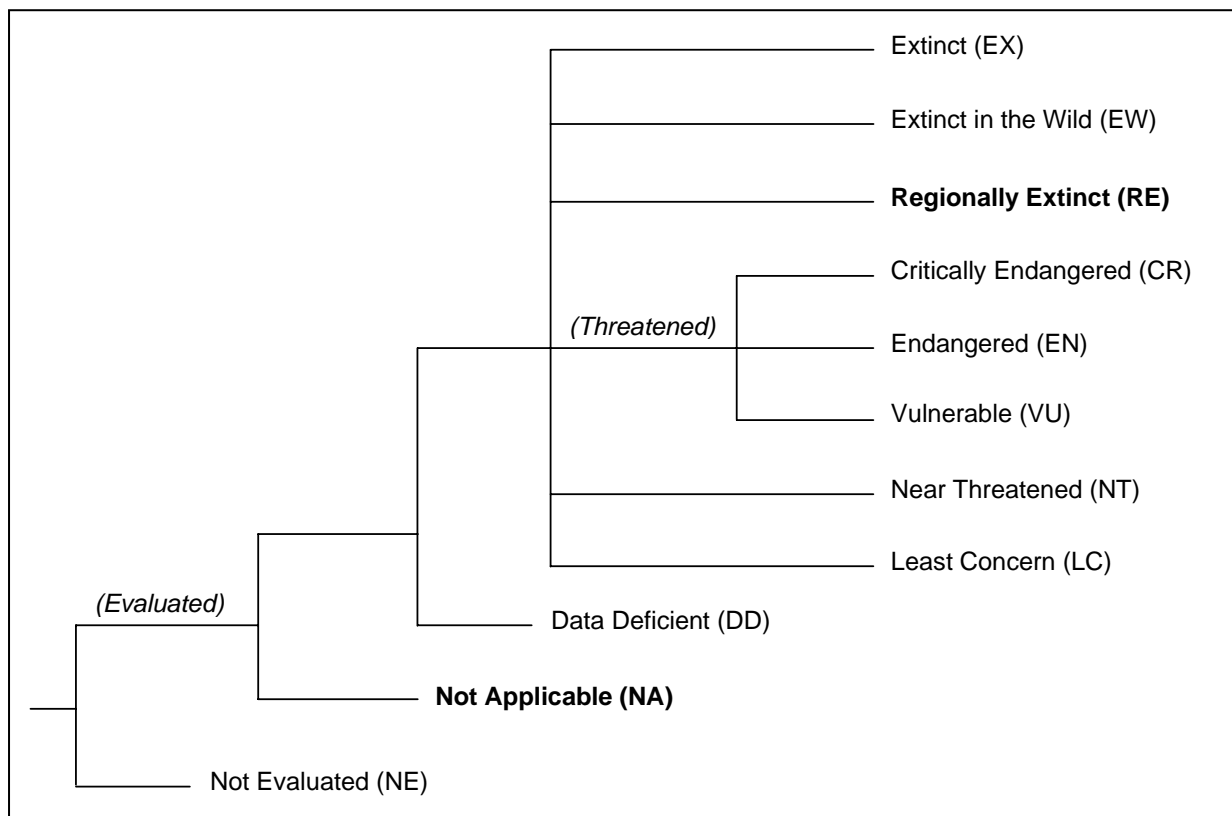 Extinct (EX)
Extinct in the Wild (EW)
Regionally Extinct (RE)
Critically Endangered (CR)
(Threatened)
Endangered (EN)
Vulnerable (VU)
Near Threatened (NT)
Least Concern (LC)
(Evaluated)
Data Deficient (DD)
Not Applicable (NA)
Not Evaluated (NE)